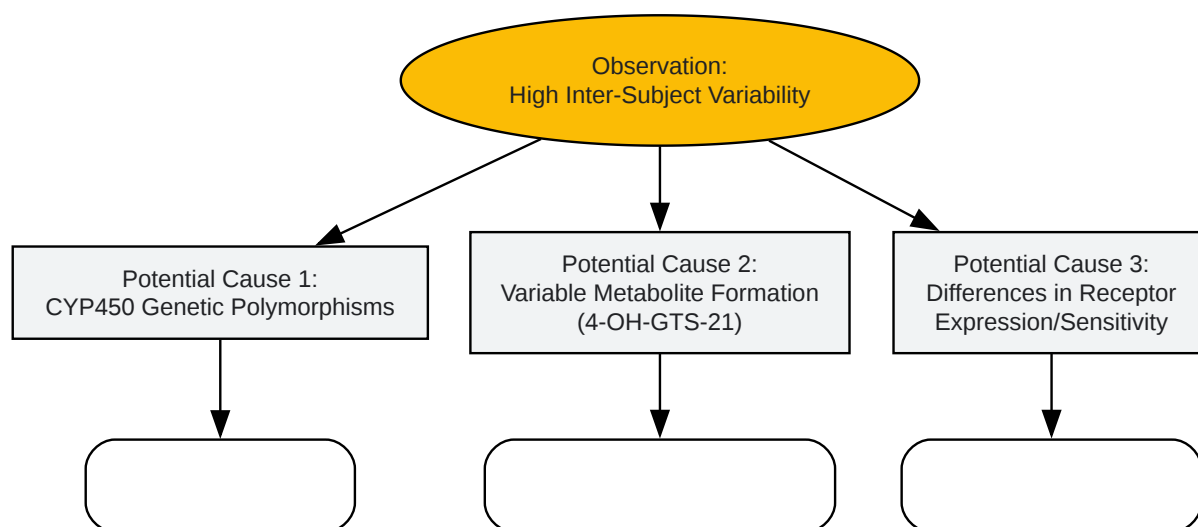 Observation:
High Inter-Subject Variability
Potential Cause 1:
CYP450 Genetic Polymorphisms
Potential Cause 2:
Variable Metabolite Formation
(4-OH-GTS-21)
Potential Cause 3:
Differences in Receptor
Expression/Sensitivity